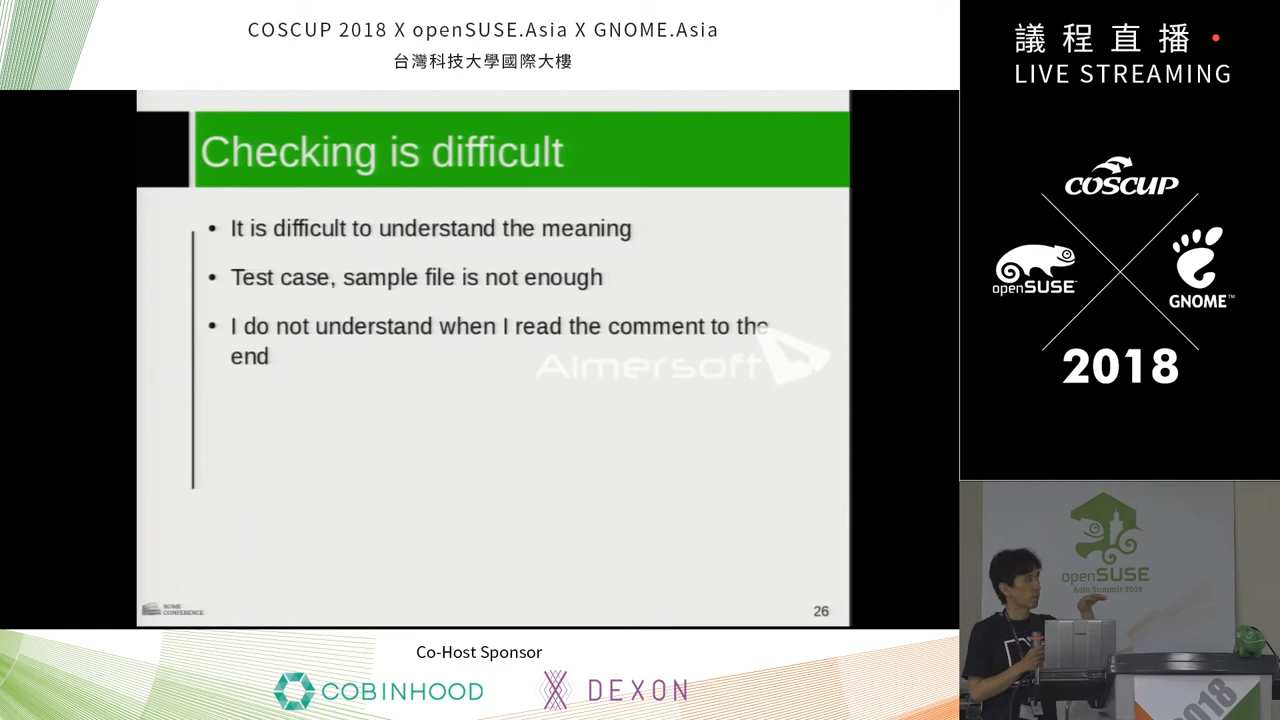 COSCUP 2018 X openSUSE.Asia X GNOME.Asia
台灣科技大學國際大樓
議程直播
LIVE STREAMING
Checking is difficult
• It is difficult to understand the meaning
• Test case, sample file is not enough
• I do not understand when I read the comment to the
end
Aimersoft
ROME
CONFERENCE
26
COSCUP
openSUSE
GNOME™
2018
openSUSE
Asia Summit 2018
2018
Co-Host Sponsor
COBINHOOD
DEXON